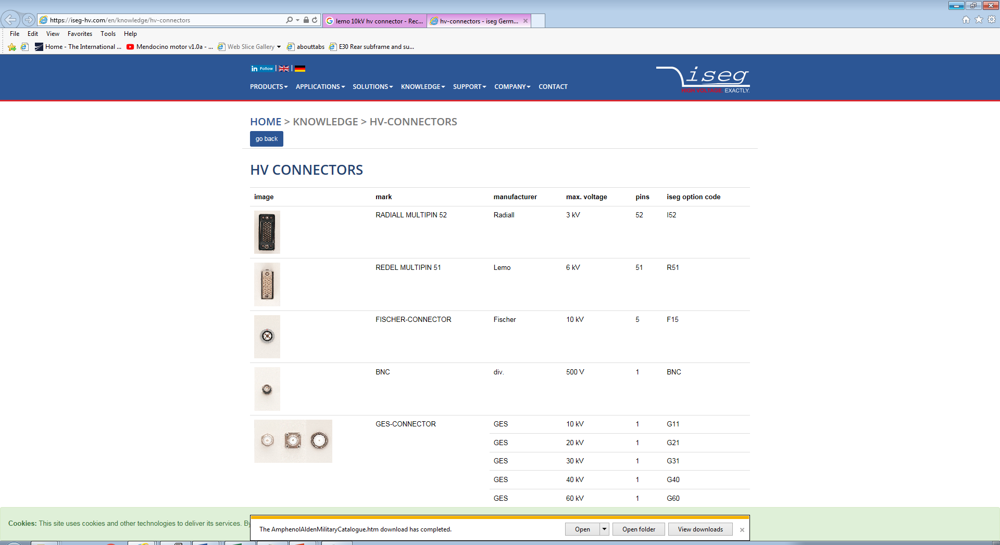 https://iseg-hv.com/en/knowledge/hv-connectors
lemo 10kV hv connector - Rec...
hv-connectors - iseg Germ...
File Edit View Favorites Tools Help
Home - The International ... Mendocino motor v1.0a - ... Web Slice Gallery abouttabs E30 Rear subframe and su...
in Follow | |
iseg
HIGH VOLTAGE. EXACTLY.
PRODUCTS APPLICATIONS SOLUTIONS KNOWLEDGE SUPPORT COMPANY CONTACT
HOME > KNOWLEDGE > HV-CONNECTORS
go back
HV CONNECTORS
image mark manufacturer max. voltage pins iseg option code
RADIALL MULTIPIN 52 Radiall 3 kV 52 I52
REDEL MULTIPIN 51 Lemo 6 kV 51 R51
FISCHER-CONNECTOR Fischer 10 kV 5 F15
BNC div. 500 V 1 BNC
GES-CONNECTOR GES 10 kV 1 G11
GES 20 kV 1 G21
GES 30 kV 1 G31
GES 40 kV 1 G40
GES 60 kV 1 G60
Cookies: This site uses cookies and other technologies to deliver its services. By
The AmphenolAldenMilitaryCatalogue.htm download has completed. Open Open folder View downloads